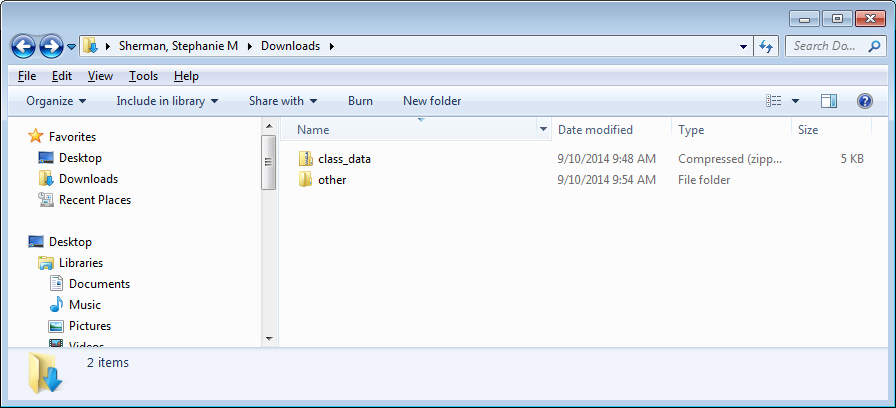 Sherman, Stephanie M Downloads Search Do...
File Edit View Tools Help
Organize Include in library Share with Burn New folder
Favorites
Desktop
Downloads
Recent Places
Desktop
Libraries
Documents
Music
Pictures
Videos
Name Date modified Type Size
class_data 9/10/2014 9:48 AM Compressed (zipp... 5 KB
other 9/10/2014 9:54 AM File folder
2 items